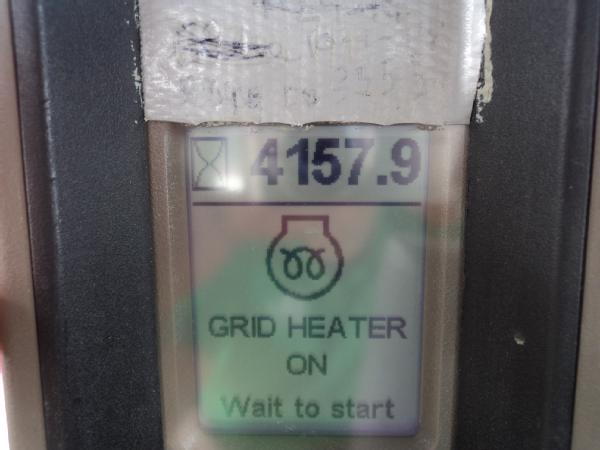 4157.9
GRID HEATER
ON
Wait to start